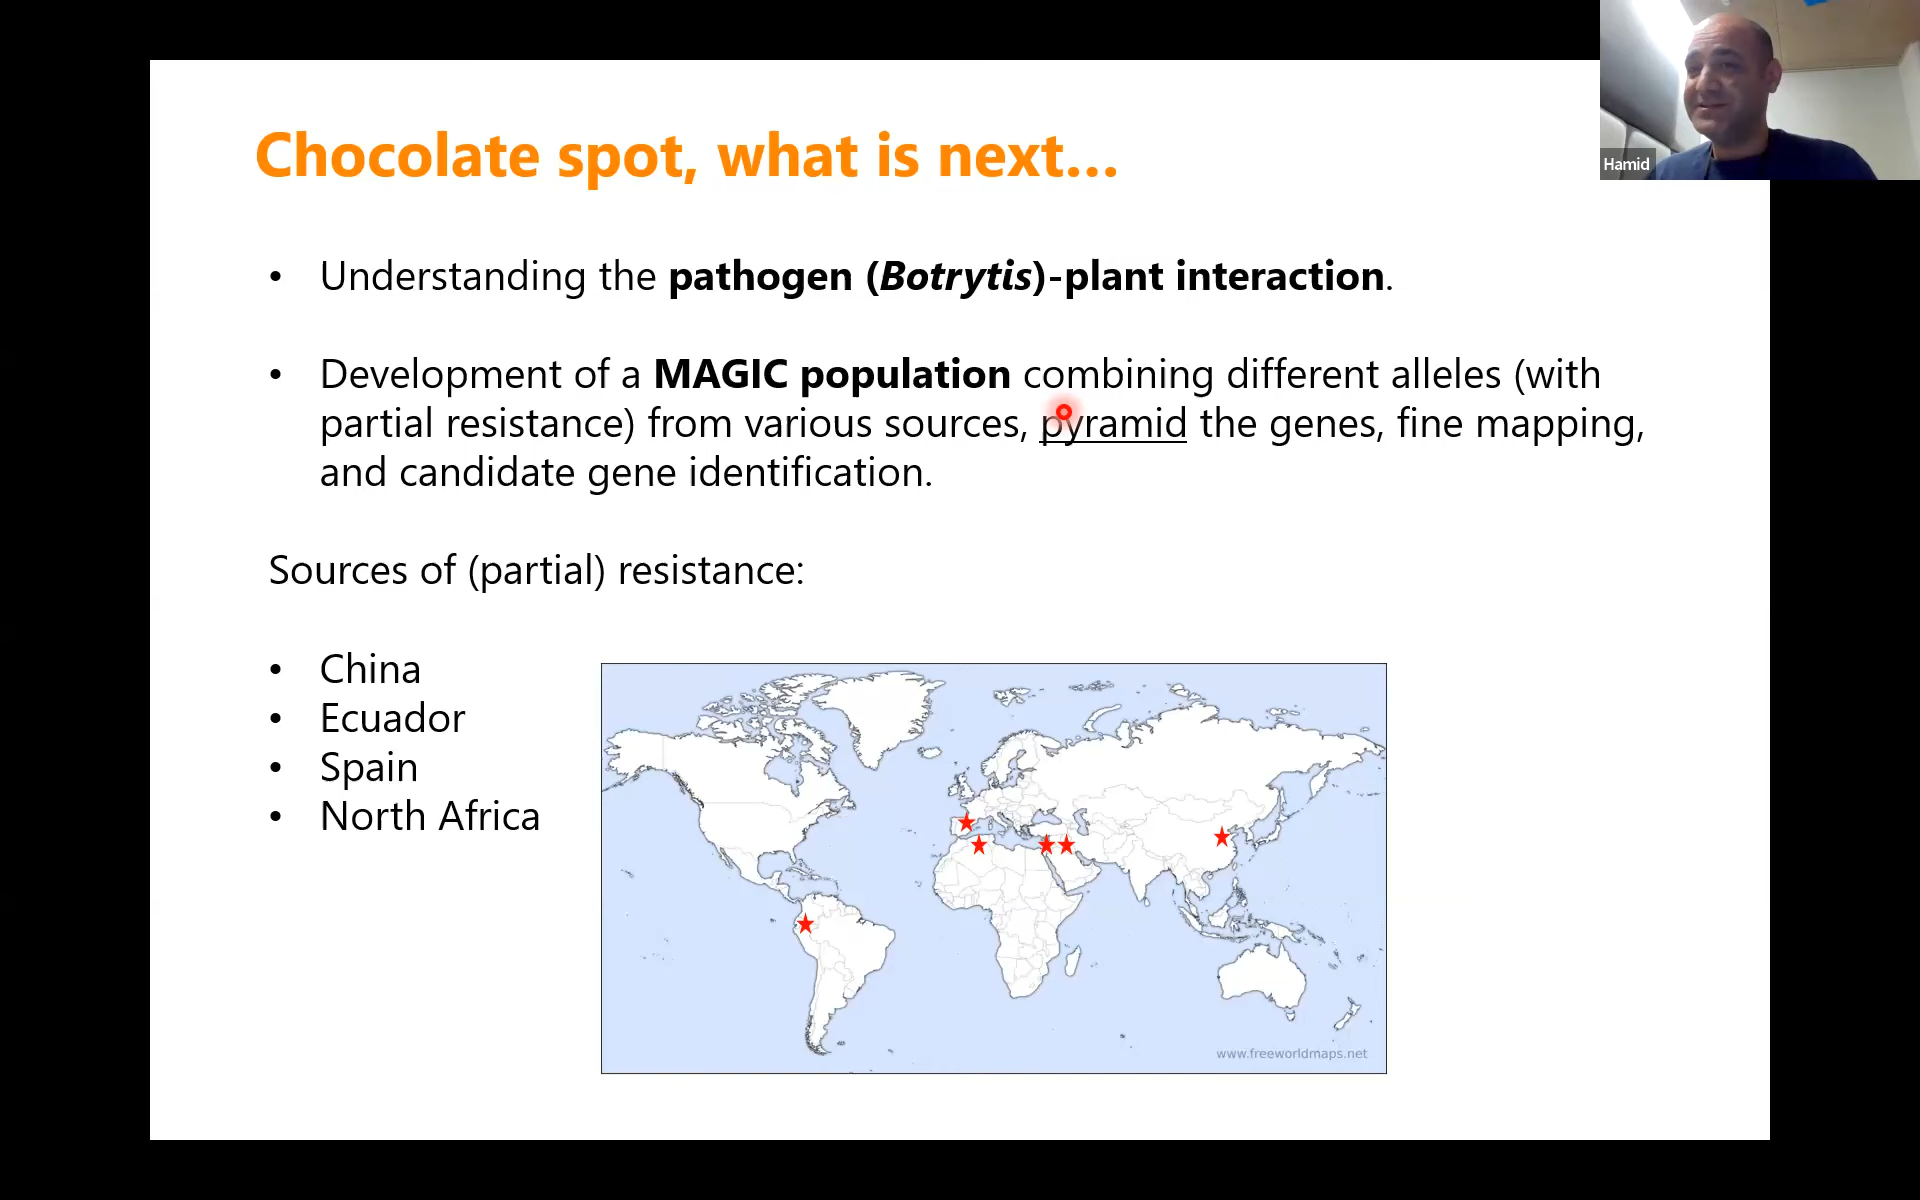 Hamid
Chocolate spot, what is next...
• Understanding the pathogen (Botrytis)-plant interaction.
• Development of a MAGIC population combining different alleles (with
partial resistance) from various sources, pyramid the genes, fine mapping,
and candidate gene identification.
Sources of (partial) resistance:
• China
• Ecuador
• Spain
• North Africa
www.freeworldmaps.net